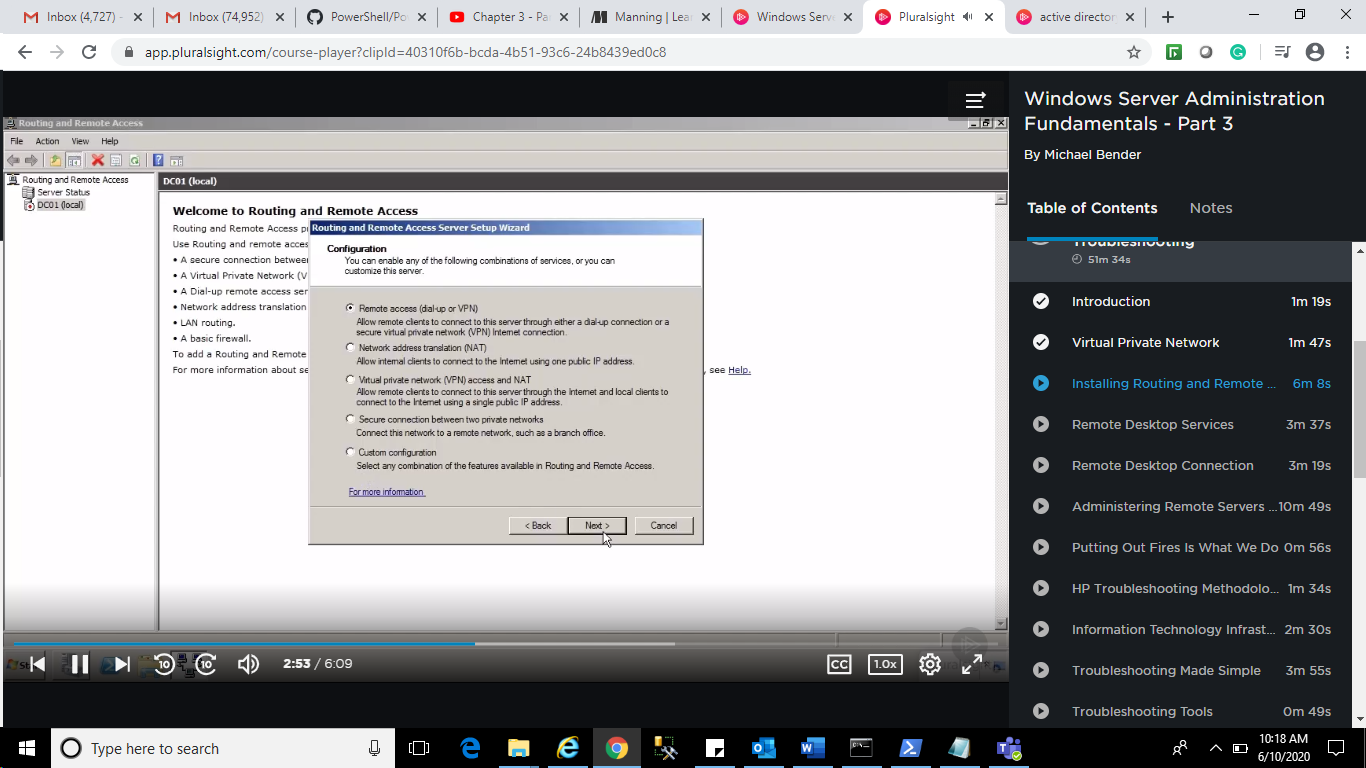 Inbox (4,727) -
Inbox (74,952)
PowerShell/Po
Chapter 3 - Pa
Manning | Lea
Windows Serv
Pluralsight
active director
app.pluralsight.com/course-player?clipId=40310f6b-bcda-4b51-93c6-24b8439ed0c8
Routing and Remote Access
File Action View Help
Routing and Remote Access
Server Status
DC01 (local)
DC01 (local)
Welcome to Routing and Remote Access
Routing and Remote Access p
Use Routing and remote acces
• A secure connection between
• A Virtual Private Network (V
• A Dial-up remote access ser
• Network address translation
• LAN routing.
• A basic firewall.
To add a Routing and Remote
For more information about se
, see Help.
Routing and Remote Access Server Setup Wizard
Configuration
You can enable any of the following combinations of services, or you can
customize this server.
Remote access (dial-up or VPN)
Allow remote clients to connect to this server through either a dial-up connection or a
secure virtual private network (VPN) Internet connection.
Network address translation (NAT)
Allow internal clients to connect to the Internet using one public IP address.
Virtual private network (VPN) access and NAT
Allow remote clients to connect to this server through the Internet and local clients to
connect to the Internet using a single public IP address.
Secure connection between two private networks
Connect this network to a remote network, such as a branch office.
Custom configuration
Select any combination of the features available in Routing and Remote Access.
For more information
< Back Next > Cancel
10 10 2:53 / 6:09 CC 1.0x
Windows Server Administration
Fundamentals - Part 3
By Michael Bender
Table of Contents Notes
Troubleshooting
51m 34s
Introduction 1m 19s
Virtual Private Network 1m 47s
Installing Routing and Remote ... 6m 8s
Remote Desktop Services 3m 37s
Remote Desktop Connection 3m 19s
Administering Remote Servers ... 10m 49s
Putting Out Fires Is What We Do 0m 56s
HP Troubleshooting Methodolo... 1m 34s
Information Technology Infrast... 2m 30s
Troubleshooting Made Simple 3m 55s
Troubleshooting Tools 0m 49s
Type here to search
10:18 AM
6/10/2020